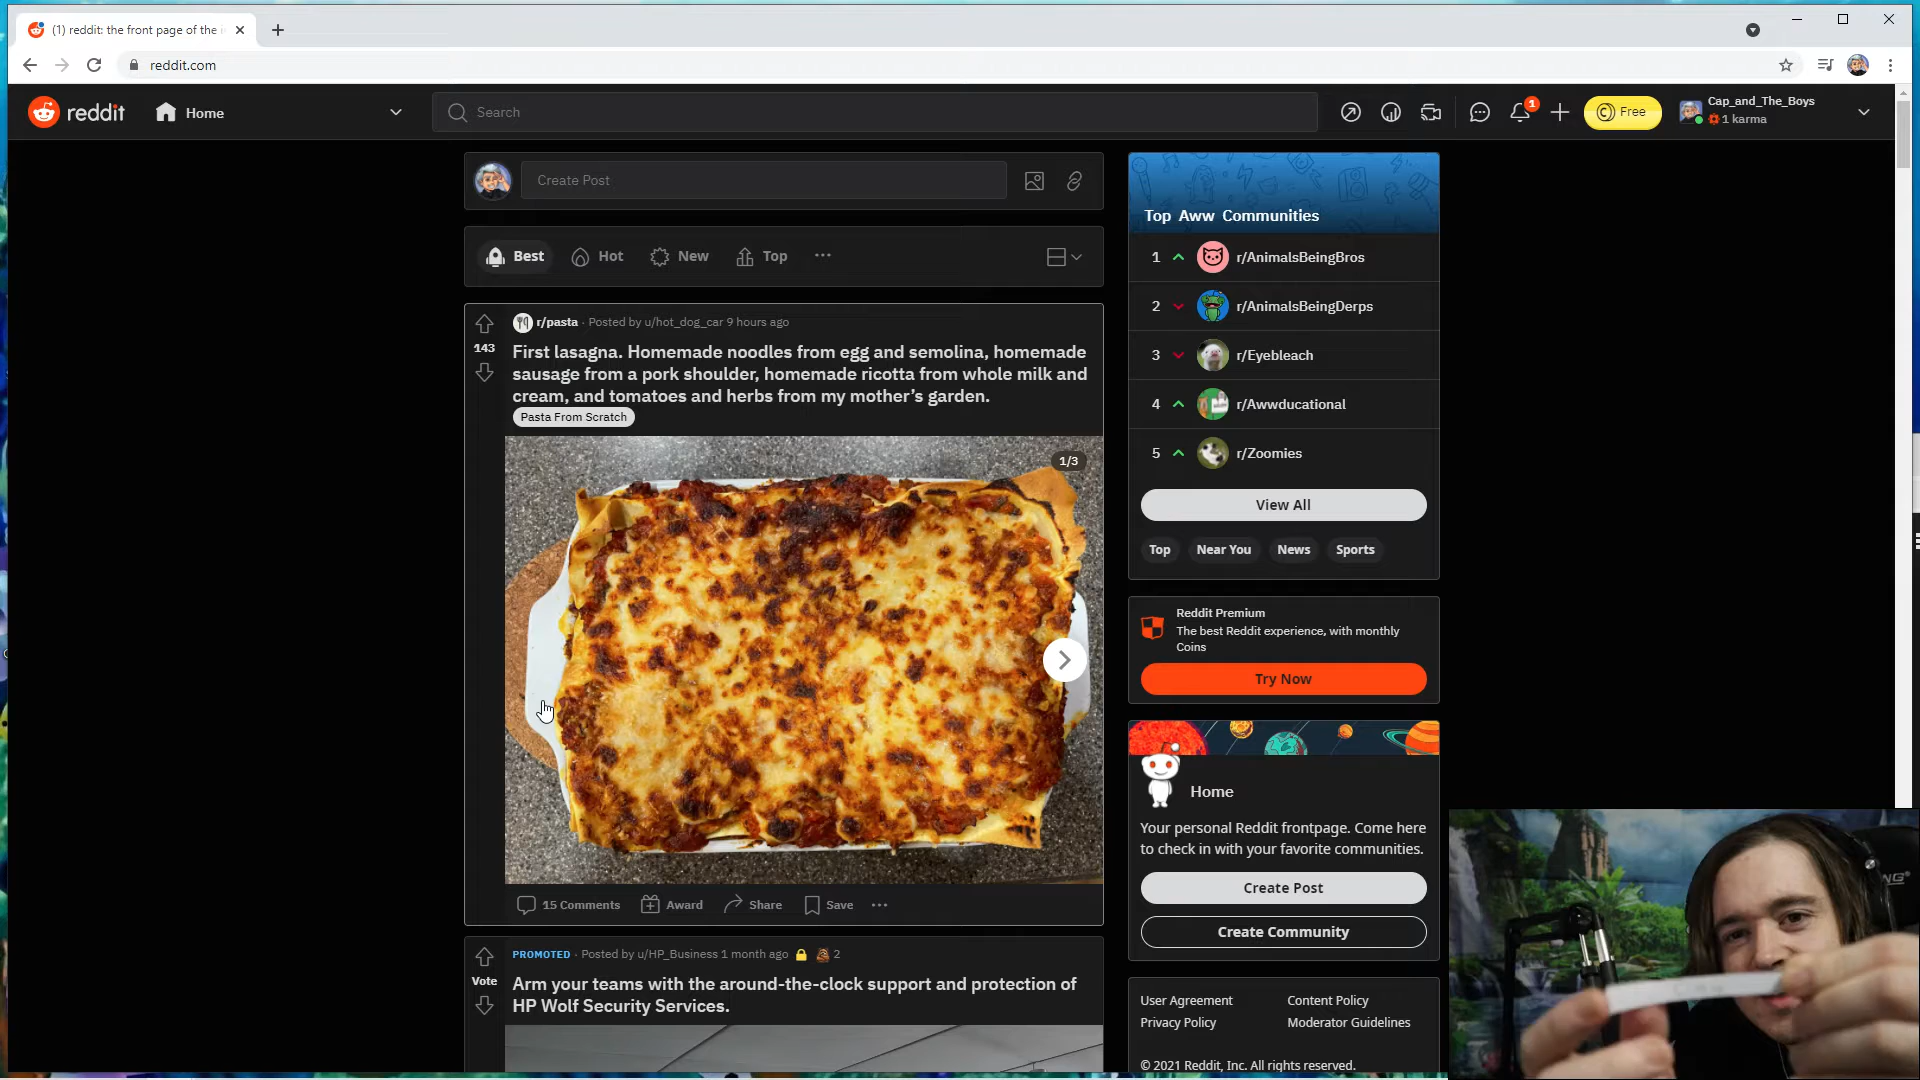 (1) reddit: the front page of the i
reddit.com
reddit
Home
Search
1
Free
Cap_and_The_Boys
1 karma
Create Post
Best
Hot
New
Top
r/pasta · Posted by u/hot_dog_car 9 hours ago
143
First lasagna. Homemade noodles from egg and semolina, homemade
sausage from a pork shoulder, homemade ricotta from whole milk and
cream, and tomatoes and herbs from my mother’s garden.
Pasta From Scratch
1/3
15 Comments
Award
Share
Save
PROMOTED · Posted by u/HP_Business 1 month ago 2
Vote
Arm your teams with the around-the-clock support and protection of
HP Wolf Security Services.
Top Aww Communities
1 r/AnimalsBeingBros
2 r/AnimalsBeingDerps
3 r/Eyebleach
4 r/Awwducational
5 r/Zoomies
View All
Top
Near You
News
Sports
Reddit Premium
The best Reddit experience, with monthly
Coins
Try Now
Home
Your personal Reddit frontpage. Come here
to check in with your favorite communities.
Create Post
Create Community
User Agreement
Content Policy
Privacy Policy
Moderator Guidelines
© 2021 Reddit, Inc. All rights reserved.